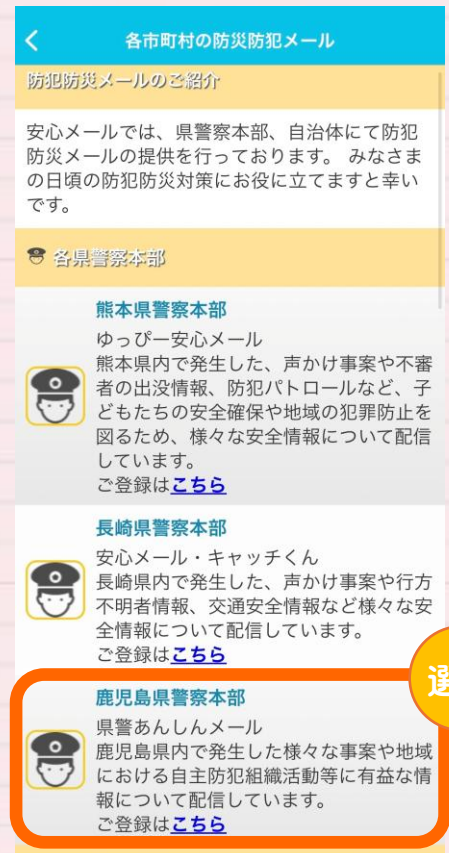 各市町村の防災防犯メール
防犯防災メールのご紹介
安心メールでは、県警察本部、自治体にて防犯
防災メールの提供を行っております。 みなさま
の日頃の防犯防災対策にお役に立てますと幸い
です。
各県警察本部
熊本県警察本部
ゆっぴー安心メール
熊本県内で発生した、声かけ事案や不審
者の出没情報、防犯パトロールなど、子
どもたちの安全確保や地域の犯罪防止を
図るため、様々な安全情報について配信
しています。
ご登録はこちら
長崎県警察本部
安心メール・キャッチくん
長崎県内で発生した、声かけ事案や行方
不明者情報、交通安全情報など様々な安
全情報について配信しています。
ご登録はこちら
選
鹿児島県警察本部
県警あんしんメール
鹿児島県内で発生した様々な事案や地域
における自主防犯組織活動等に有益な情
報について配信しています。
ご登録はこちら